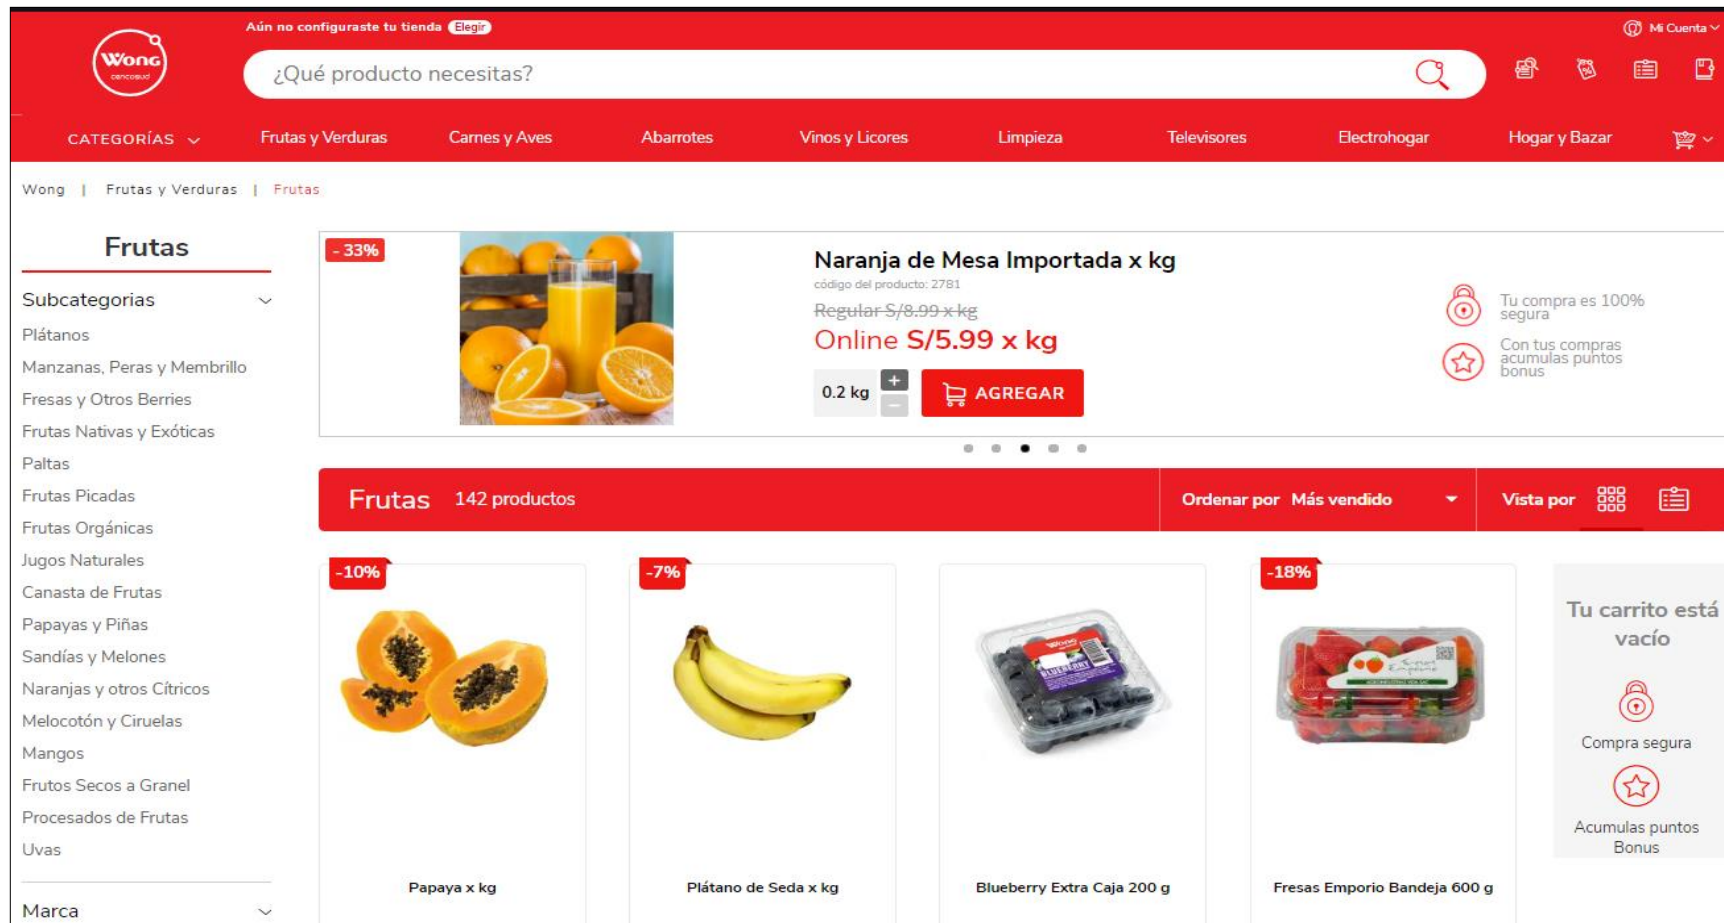 Aún no configuraste tu tienda Elegir
Mi Cuenta
Wong
cencosud
¿Qué producto necesitas?
CATEGORÍAS
Frutas y Verduras
Carnes y Aves
Abarrotes
Vinos y Licores
Limpieza
Televisores
Electrohogar
Hogar y Bazar
Wong | Frutas y Verduras | Frutas
Frutas
Subcategorias
Plátanos
Manzanas, Peras y Membrillo
Fresas y Otros Berries
Frutas Nativas y Exóticas
Paltas
Frutas Picadas
Frutas Orgánicas
Jugos Naturales
Canasta de Frutas
Papayas y Piñas
Sandías y Melones
Naranjas y otros Cítricos
Melocotón y Ciruelas
Mangos
Frutos Secos a Granel
Procesados de Frutas
Uvas
Marca
- 33%
Naranja de Mesa Importada x kg
código del producto: 2781
Regular S/8.99 x kg
Online S/5.99 x kg
0.2 kg
+
−
AGREGAR
Tu compra es 100%
segura
Con tus compras
acumulas puntos
bonus
Frutas 142 productos
Ordenar por Más vendido
Vista por
-10%
Papaya x kg
-7%
Plátano de Seda x kg
Wong
BLUEBERRY
Blueberry Extra Caja 200 g
-18%
Fresas Emporio Bandeja 600 g
Tu carrito está
vacío
Compra segura
Acumulas puntos
Bonus